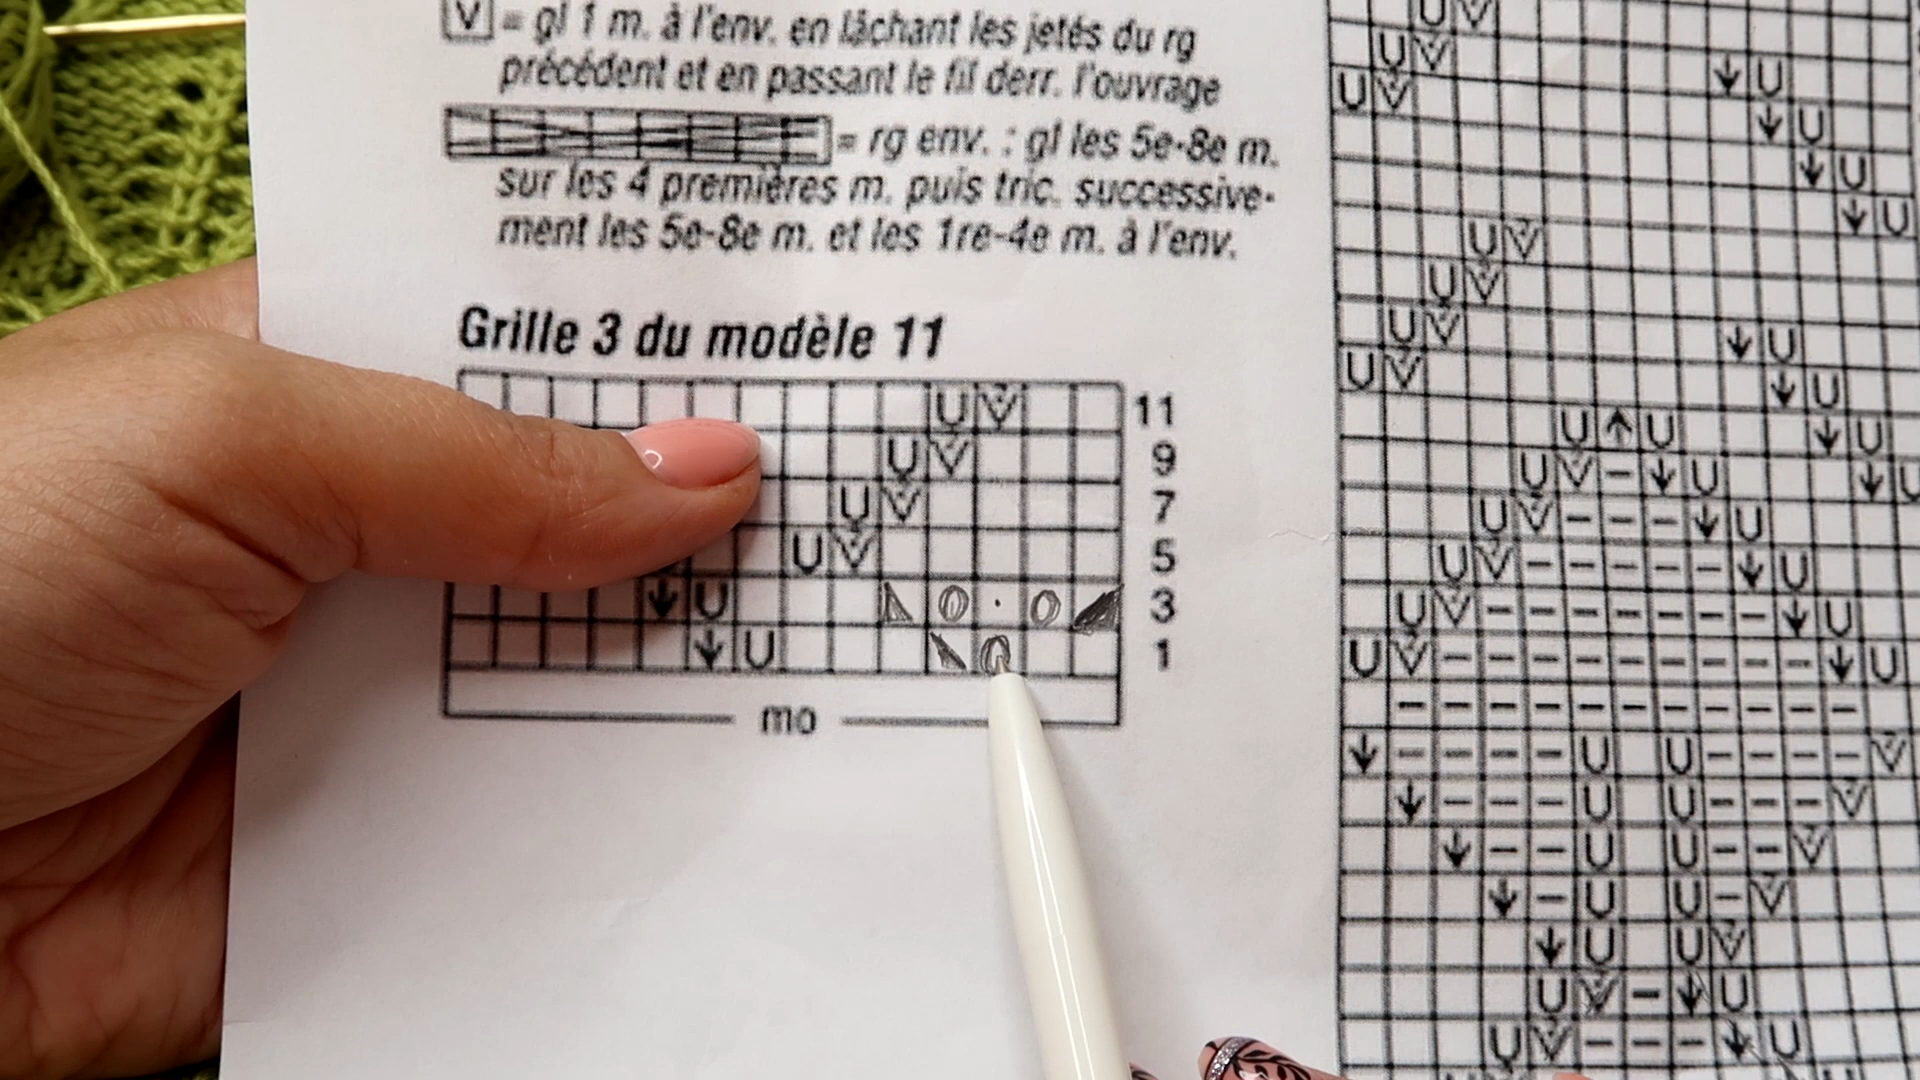 V = gl 1 m. à l'env. en lâchant les jetés du rg
précédent et en passant le fil derr. l'ouvrage
= rg env. : gl les 5e-8e m.
sur les 4 premières m. puis tric. successive-
ment les 5e-8e m. et les 1re-4e m. à l'env.
Grille 3 du modèle 11
11
9
7
5
3
1
mo